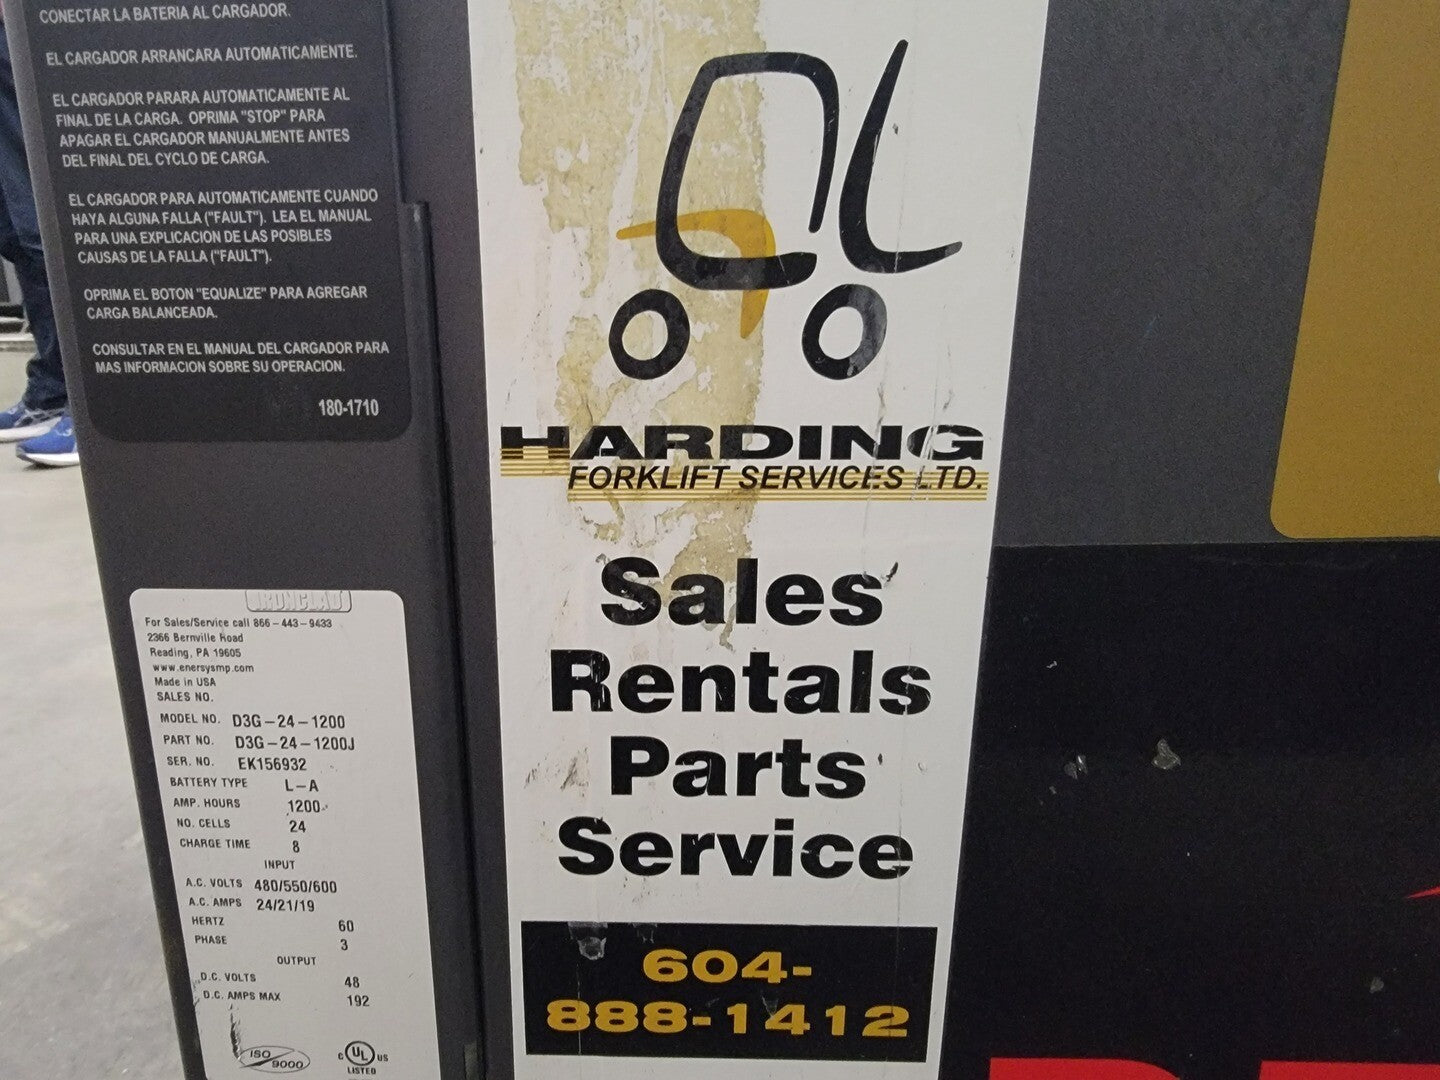 CONECTAR LA BATERIA AL CARGADOR.
EL CARGADOR ARRANCARA AUTOMATICAMENTE.
EL CARGADOR PARARA AUTOMATICAMENTE AL
FINAL DE LA CARGA. OPRIMA "STOP" PARA
APAGAR EL CARGADOR MANUALMENTE ANTES
DEL FINAL DEL CYCLO DE CARGA.
EL CARGADOR PARA AUTOMATICAMENTE CUANDO
HAYA ALGUNA FALLA ("FAULT"). LEA EL MANUAL
PARA UNA EXPLICACION DE LAS POSIBLES
CAUSAS DE LA FALLA ("FAULT").
OPRIMA EL BOTON "EQUALIZE" PARA AGREGAR
CARGA BALANCEADA.
CONSULTAR EN EL MANUAL DEL CARGADOR PARA
MAS INFORMACION SOBRE SU OPERACION.
180-1710
IRONCLAD
For Sales/Service call 866-443-9433
2366 Bernville Road
Reading, PA 19605
www.enersysmp.com
Made in USA
SALES NO.
MODEL NO. D3G-24-1200
PART NO. D3G-24-1200J
SER. NO. EK156932
BATTERY TYPE L-A
AMP. HOURS 1200
NO. CELLS 24
CHARGE TIME 8
INPUT
A.C. VOLTS 480/550/600
A.C. AMPS 24/21/19
HERTZ 60
PHASE 3
OUTPUT
D.C. VOLTS 48
D.C. AMPS MAX 192
ISO 9000
C UL US
LISTED
HARDING
FORKLIFT SERVICES LTD.
Sales
Rentals
Parts
Service
604-
888-1412